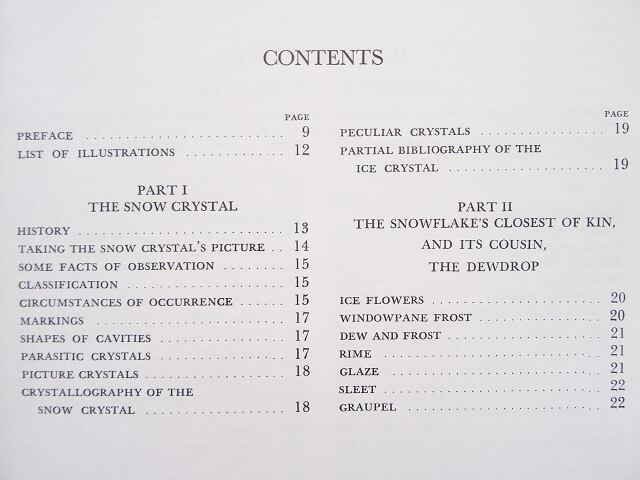 CONTENTS
PAGE
PREFACE ........................... 9
LIST OF ILLUSTRATIONS ............. 12
PART I
THE SNOW CRYSTAL
HISTORY ........................... 13
TAKING THE SNOW CRYSTAL'S PICTURE .. 14
SOME FACTS OF OBSERVATION ........ 15
CLASSIFICATION .................... 15
CIRCUMSTANCES OF OCCURRENCE ...... 15
MARKINGS .......................... 17
SHAPES OF CAVITIES ................ 17
PARASITIC CRYSTALS ................ 17
PICTURE CRYSTALS .................. 18
CRYSTALLOGRAPHY OF THE
SNOW CRYSTAL ...................... 18
PAGE
PECULIAR CRYSTALS ................ 19
PARTIAL BIBLIOGRAPHY OF THE
ICE CRYSTAL ....................... 19
PART II
THE SNOWFLAKE'S CLOSEST OF KIN,
AND ITS COUSIN,
THE DEWDROP
ICE FLOWERS ....................... 20
WINDOWPANE FROST .................. 20
DEW AND FROST ..................... 21
RIME .............................. 21
GLAZE ............................. 21
SLEET ............................. 22
GRAUPEL ........................... 22